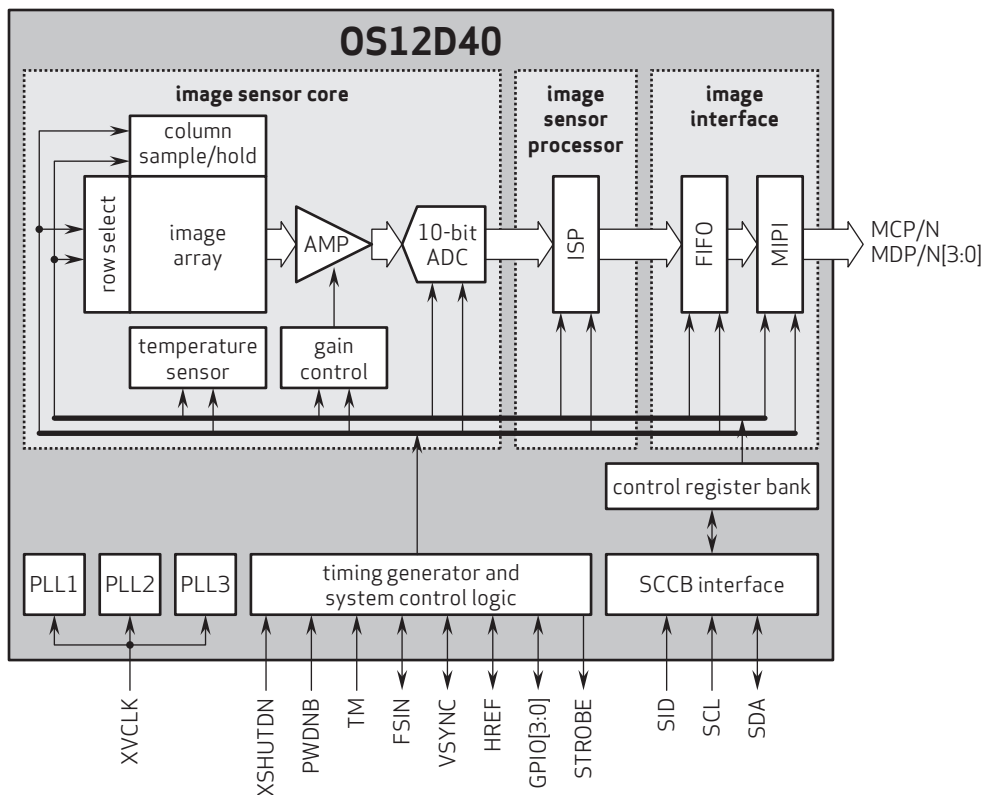 OS12D40
image sensor core
image
sensor
processor
image
interface
column
sample/hold
row select
image
array
AMP
10-bit
ADC
ISP
FIFO
MIPI
MCP/N
MDP/N[3:0]
temperature
sensor
gain
control
control register bank
PLL1
PLL2
PLL3
timing generator and
system control logic
SCCB interface
XVCLK
XSHUTDN
PWDNB
TM
FSIN
VSYNC
HREF
GPIO[3:0]
STROBE
SID
SCL
SDA